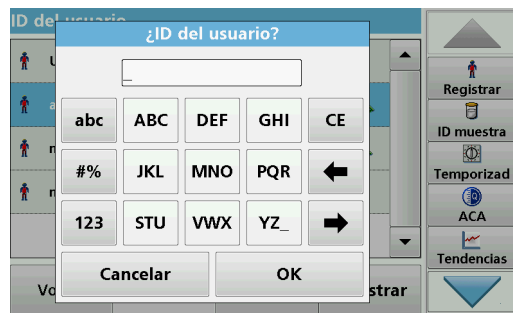 ID del usuario
¿ID del usuario?
_
abc ABC DEF GHI CE
#% JKL MNO PQR
123 STU VWX YZ_
Cancelar OK
Registrar
ID muestra
Temporizad
ACA
Tendencias